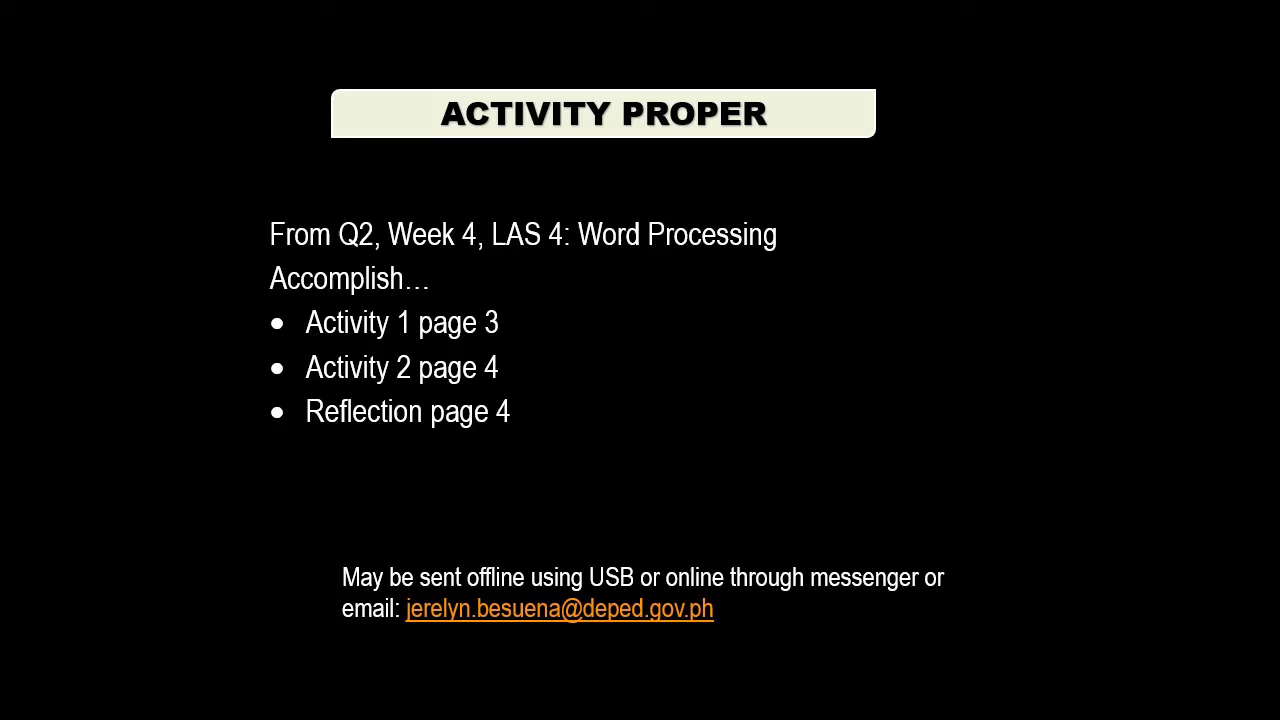 ACTIVITY PROPER
From Q2, Week 4, LAS 4: Word Processing
Accomplish…
• Activity 1 page 3
• Activity 2 page 4
• Reflection page 4
May be sent offline using USB or online through messenger or
email: jerelyn.besuena@deped.gov.ph